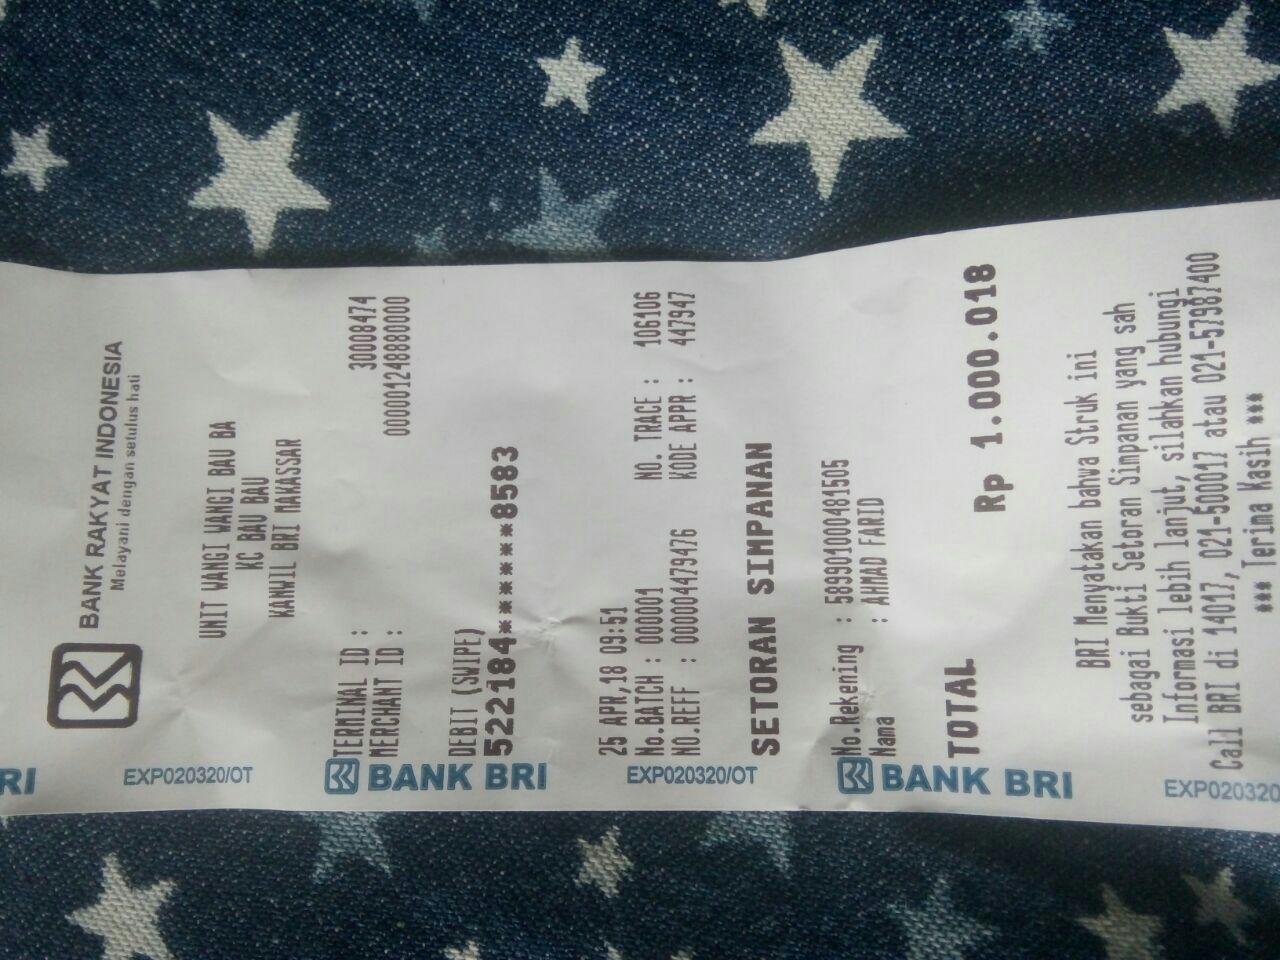 BANK RAKYAT INDONESIA
Melayani dengan setulus hati
UNIT WANGI WANGI BAU BA
KC BAU BAU
KANWIL BRI MAKASSAR
TERMINAL ID : 30008474
MERCHANT ID : 000001248880000
DEBIT (SWIPE)
522184******8583
25 APR,18 09:51
No.BATCH : 000001 NO. TRACE : 106106
NO.REFF : 000004479476 KODE APPR : 447947
SETORAN SIMPANAN
No.Rekening : 589901000481505
Nama : AHMAD FARID
TOTAL Rp 1.000.018
BRI Menyatakan bahwa Struk ini
sebagai Bukti Setoran Simpanan yang sah
Informasi lebih lanjut, silahkan hubungi
Call BRI di 14017, 021-500017 atau 021-57987400
*** Terima Kasih ***
RI
EXP020320/OT
BANK BRI
EXP020320/OT
BANK BRI
EXP020320